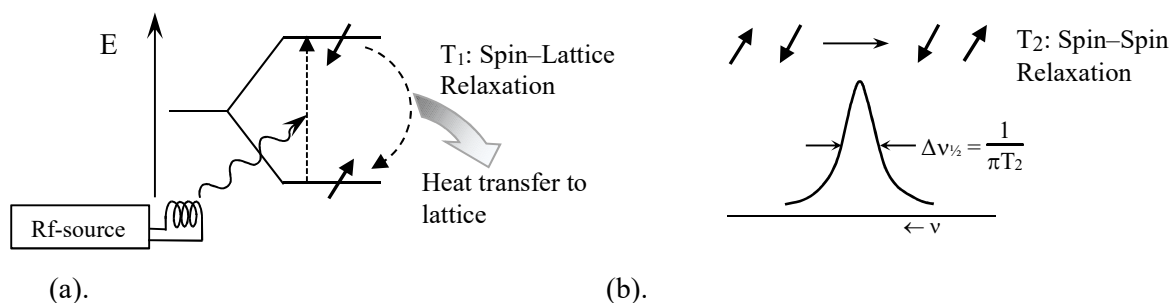 E
T₁: Spin–Lattice
Relaxation
Heat transfer to
lattice
Rf-source
(a).
T₂: Spin–Spin
Relaxation
Δν½ = 1/πT₂
← ν
(b).